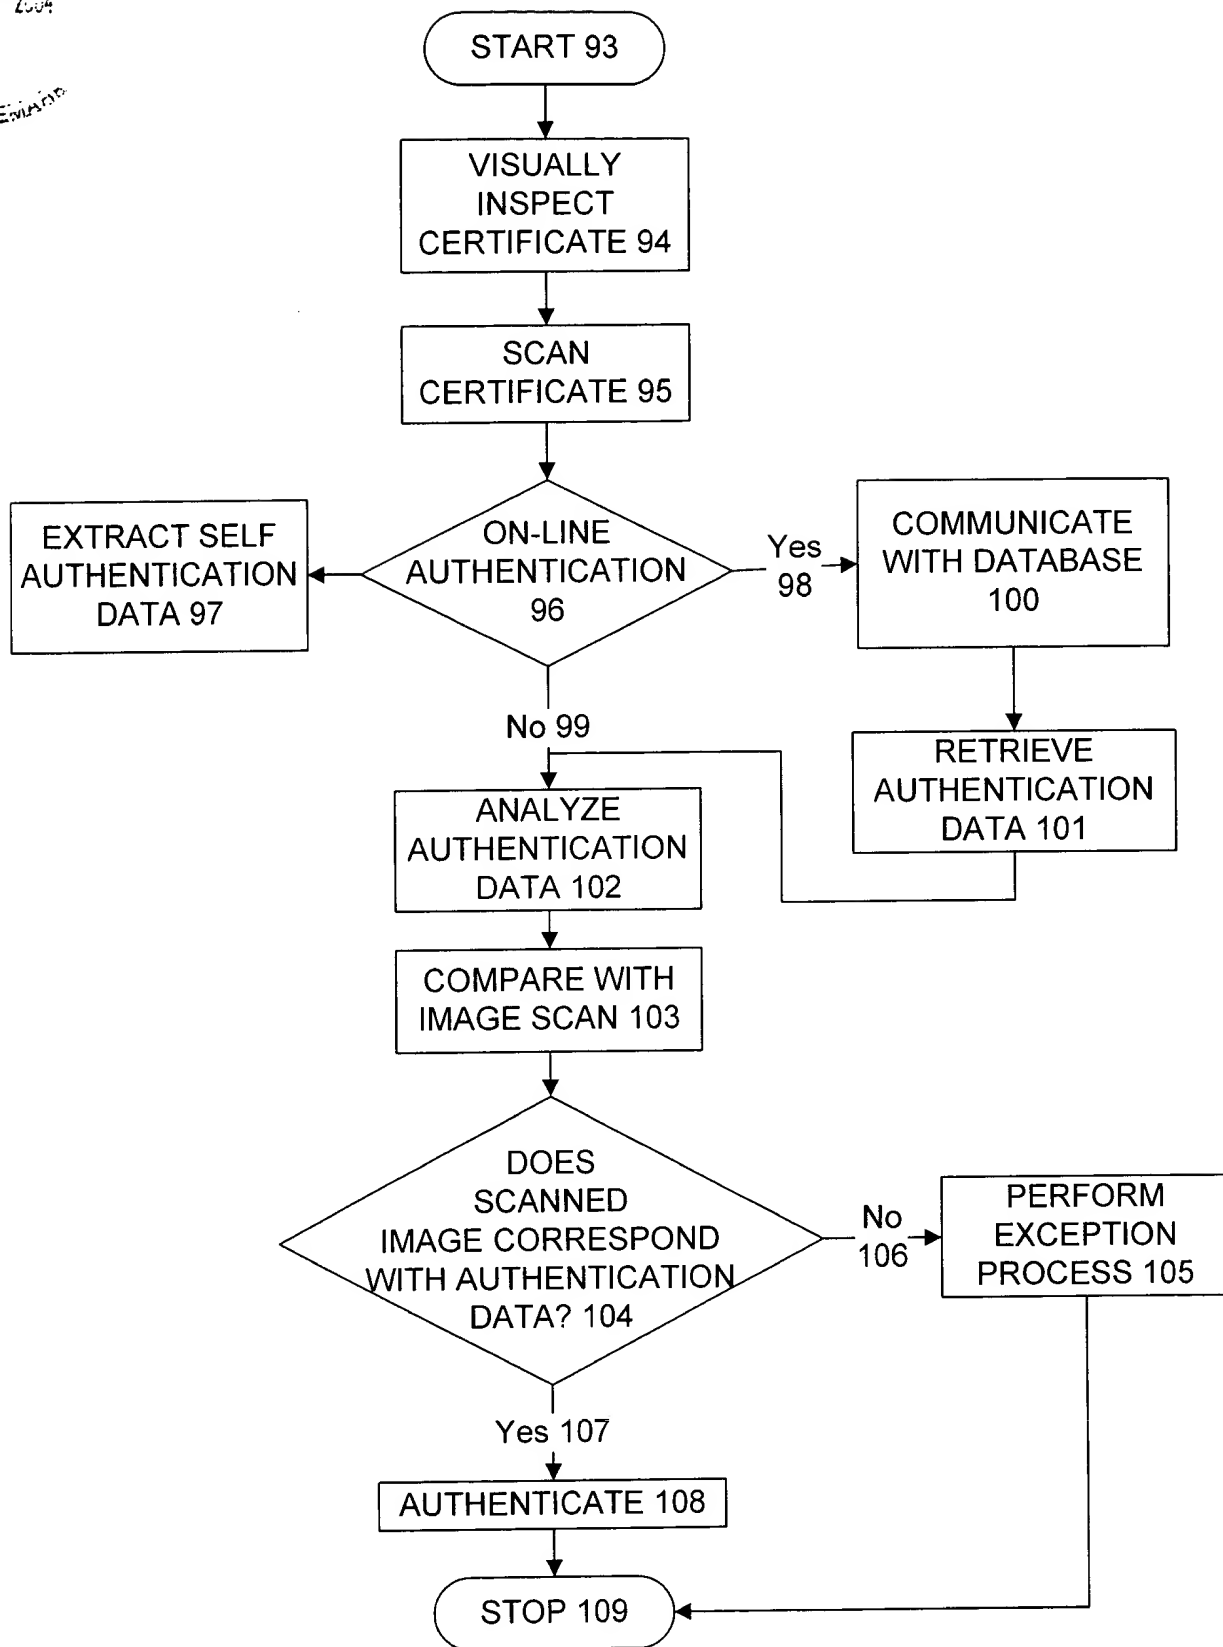 START 93
VISUALLY
INSPECT
CERTIFICATE 94
SCAN
CERTIFICATE 95
ON-LINE
AUTHENTICATION
96
EXTRACT SELF
AUTHENTICATION
DATA 97
Yes
98
COMMUNICATE
WITH DATABASE
100
No 99
RETRIEVE
AUTHENTICATION
DATA 101
ANALYZE
AUTHENTICATION
DATA 102
COMPARE WITH
IMAGE SCAN 103
DOES
SCANNED
IMAGE CORRESPOND
WITH AUTHENTICATION
DATA? 104
No
106
PERFORM
EXCEPTION
PROCESS 105
Yes 107
AUTHENTICATE 108
STOP 109